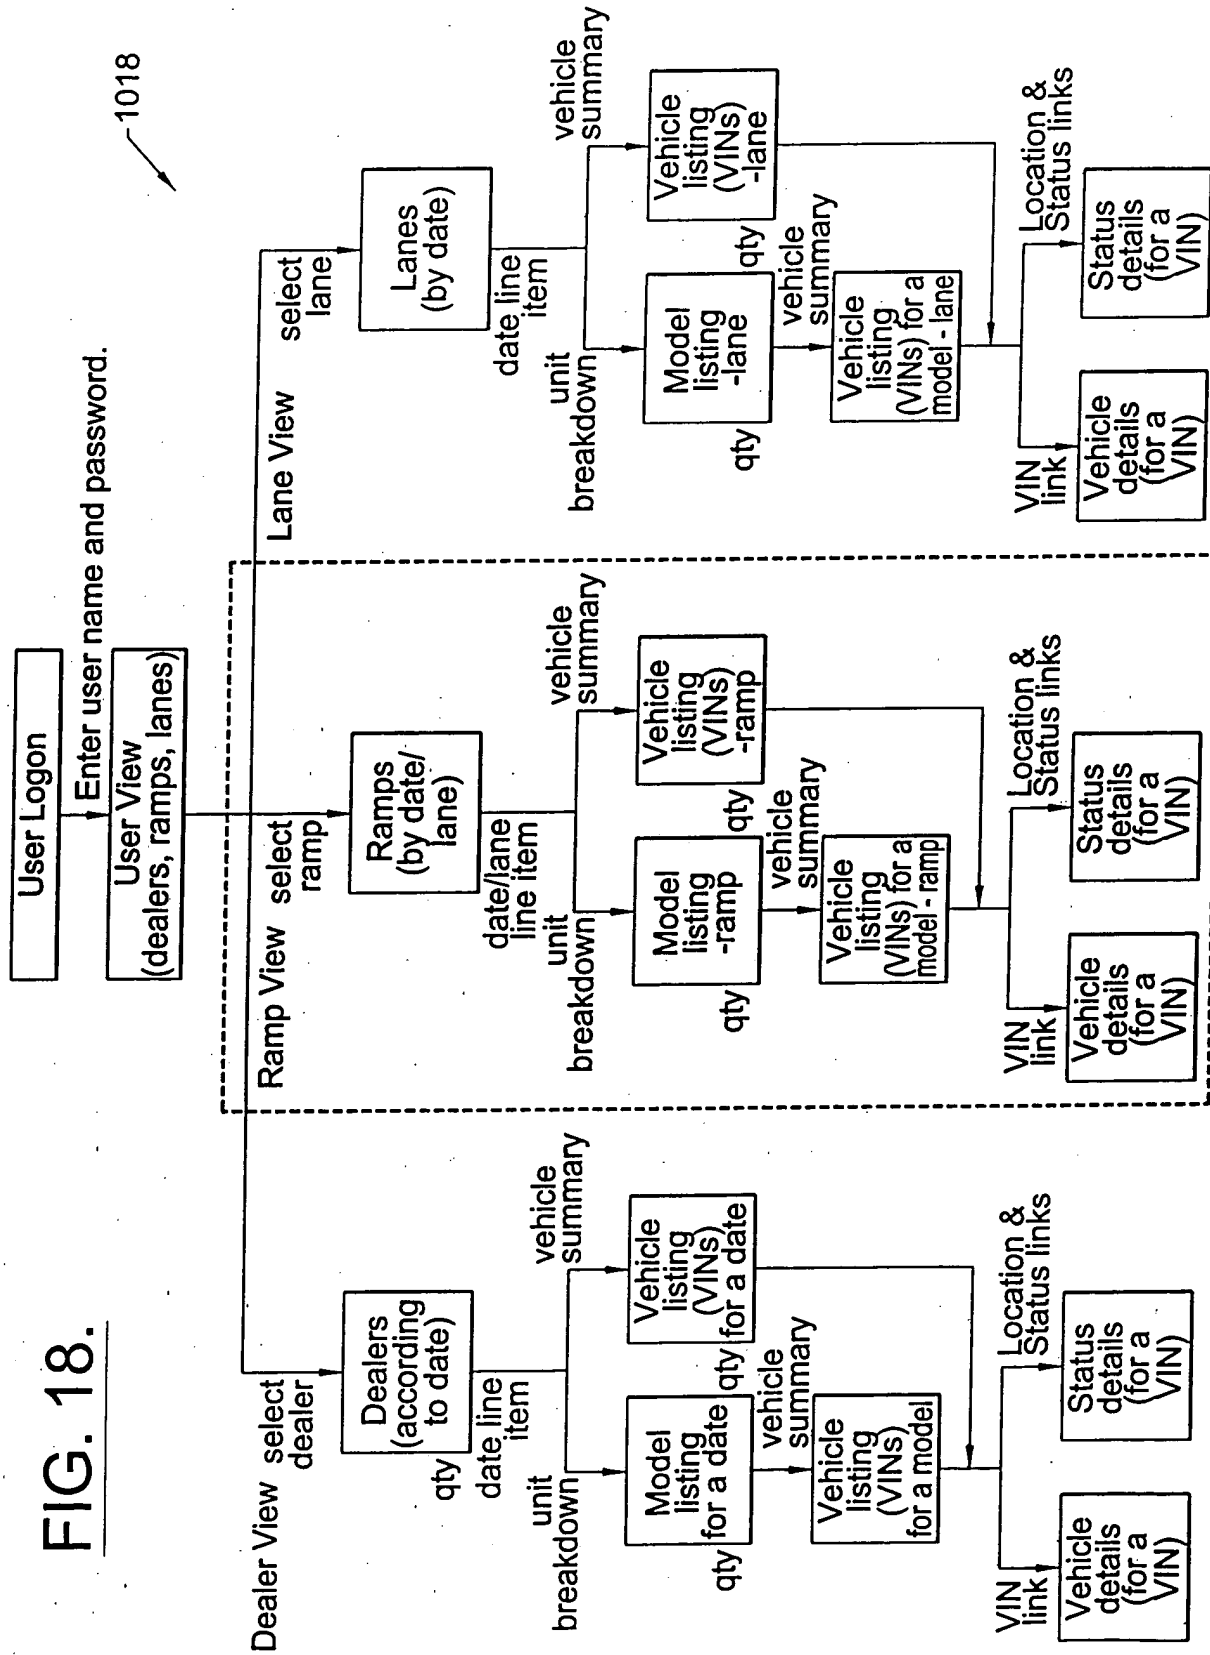 FIG. 18.
1018
User Logon
Enter user name and password.
User View
(dealers, ramps, lanes)
Dealer View
select
dealer
Dealers
(according
to date)
qty
date line
item
unit
breakdown
vehicle
summary
Model
listing
for a date
qty
Vehicle
listing
(VINs)
for a date
qty
vehicle
summary
Vehicle
listing
(VINs)
for a model
VIN
link
Location &
Status links
Vehicle
details
(for a
VIN)
Status
details
(for a
VIN)
Ramp View
select
ramp
Ramps
(by date/
lane)
date/lane
line item
unit
breakdown
vehicle
summary
Model
listing
-ramp
qty
Vehicle
listing
(VINs)
-ramp
qty
vehicle
summary
Vehicle
listing
(VINs) for a
model - ramp
VIN
link
Location &
Status links
Vehicle
details
(for a
VIN)
Status
details
(for a
VIN)
Lane View
select
lane
Lanes
(by date)
date line
item
unit
breakdown
vehicle
summary
Model
listing
-lane
qty
Vehicle
listing
(VINs)
-lane
qty
vehicle
summary
Vehicle
listing
(VINs) for a
model - lane
VIN
link
Location &
Status links
Vehicle
details
(for a
VIN)
Status
details
(for a
VIN)